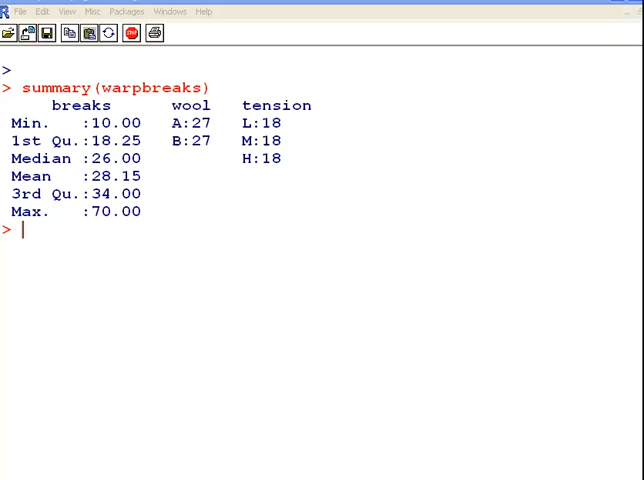 R File Edit View Misc Packages Windows Help
STOP
>
> summary(warpbreaks)
breaks wool tension
Min. :10.00 A:27 L:18
1st Qu.:18.25 B:27 M:18
Median :26.00 H:18
Mean :28.15
3rd Qu.:34.00
Max. :70.00
>